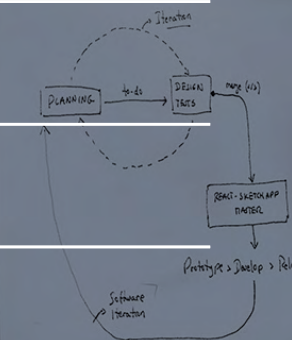 Iteration
PLANNING
to-do
DESIGN
TESTS
merge
REACT-SKETCHAPP
MASTER
Prototype > Develop >
Software
Iteration